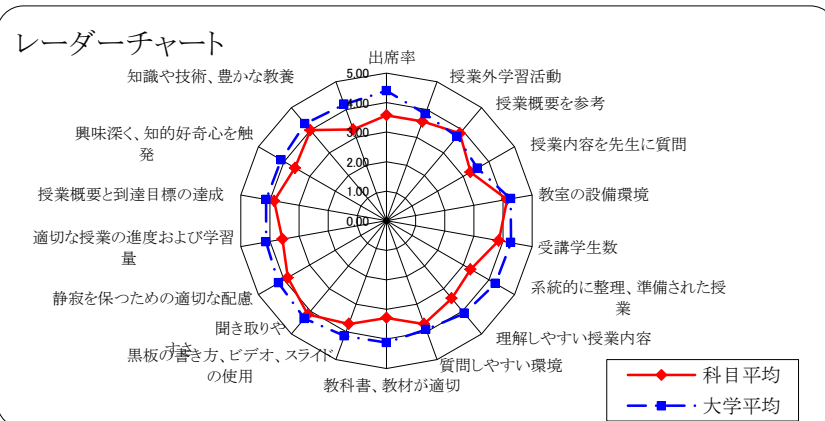 レーダーチャート
出席率
授業外学習活動
授業概要を参考
授業内容を先生に質問
教室の設備環境
受講学生数
系統的に整理、準備された授
業
理解しやすい授業内容
質問しやすい環境
教科書、教材が適切
黒板の書き方、ビデオ、スライド
の使用
聞き取りや
すさ
静寂を保つための適切な配慮
適切な授業の進度および学習
量
授業概要と到達目標の達成
興味深く、知的好奇心を触
発
知識や技術、豊かな教養
5.00
4.00
3.00
2.00
1.00
0.00
科目平均
大学平均